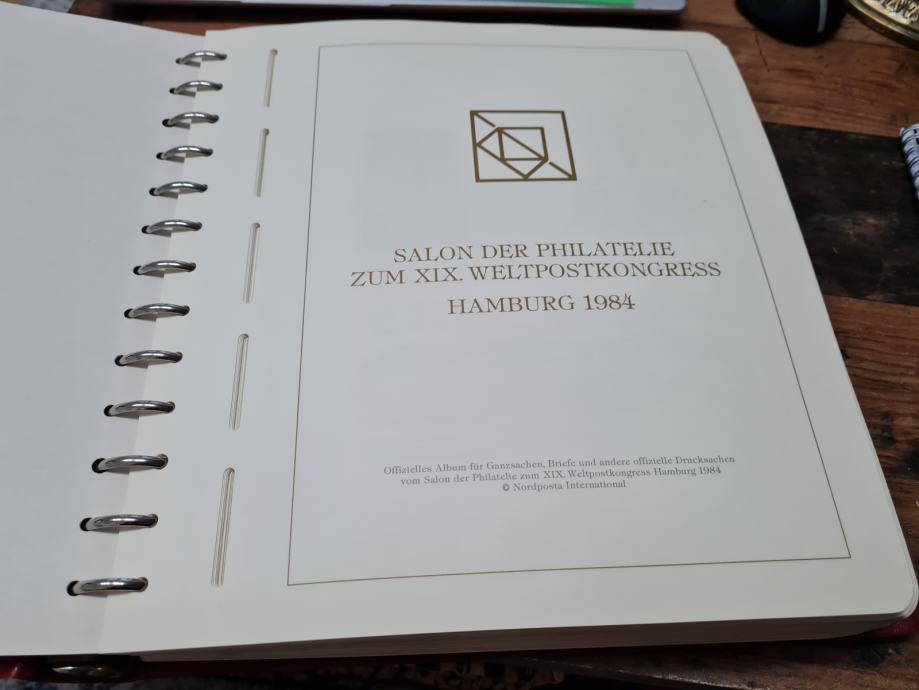 SALON DER PHILATELIE
ZUM XIX. WELTPOSTKONGRESS
HAMBURG 1984
Offizielles Album für Ganzsachen, Briefe und andere offizielle Drucksachen
vom Salon der Philatelie zum XIX. Weltpostkongress Hamburg 1984
© Nordposta International